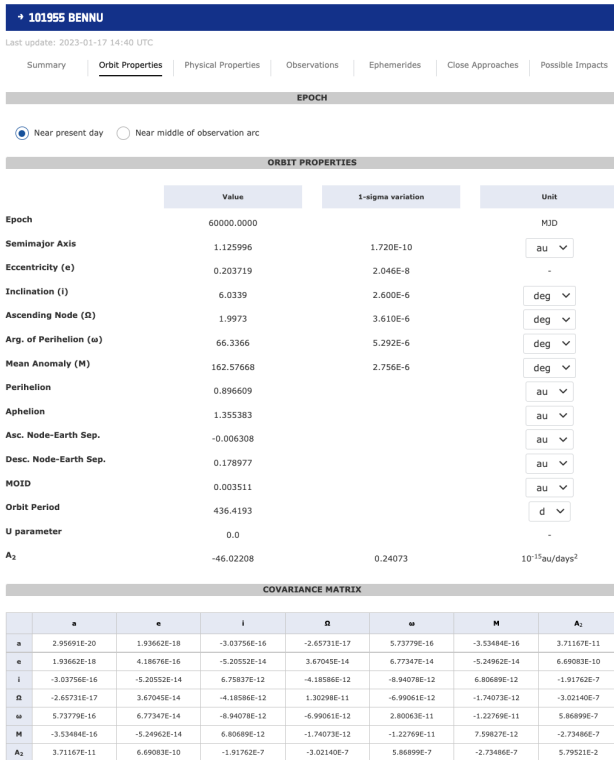 → 101955 BENNU
Last update: 2023-01-17 14:40 UTC
Summary Orbit Properties Physical Properties Observations Ephemerides Close Approaches Possible Impacts
EPOCH
Near present day Near middle of observation arc
ORBIT PROPERTIES
Value 1-sigma variation Unit
Epoch 60000.0000 MJD
Semimajor Axis 1.125996 1.720E-10 au
Eccentricity (e) 0.203719 2.046E-8 -
Inclination (i) 6.0339 2.600E-6 deg
Ascending Node (Ω) 1.9973 3.610E-6 deg
Arg. of Perihelion (ω) 66.3366 5.292E-6 deg
Mean Anomaly (M) 162.57668 2.756E-6 deg
Perihelion 0.896609 au
Aphelion 1.355383 au
Asc. Node-Earth Sep. -0.006308 au
Desc. Node-Earth Sep. 0.178977 au
MOID 0.003511 au
Orbit Period 436.4193 d
U parameter 0.0 -
A₂ -46.02208 0.24073 10⁻¹⁵au/days²
COVARIANCE MATRIX
a e i Ω ω M A₂
a 2.95691E-20 1.93662E-18 -3.03756E-16 -2.65731E-17 5.73779E-16 -3.53484E-16 3.71167E-11
e 1.93662E-18 4.18676E-16 -5.20552E-14 3.67045E-14 6.77347E-14 -5.24962E-14 6.69083E-10
i -3.03756E-16 -5.20552E-14 6.75837E-12 -4.18586E-12 -8.94078E-12 6.80689E-12 -1.91762E-7
Ω -2.65731E-17 3.67045E-14 -4.18586E-12 1.30298E-11 -6.99061E-12 -1.74073E-12 -3.02140E-7
ω 5.73779E-16 6.77347E-14 -8.94078E-12 -6.99061E-12 2.80063E-11 -1.22769E-11 5.86899E-7
M -3.53484E-16 -5.24962E-14 6.80689E-12 -1.74073E-12 -1.22769E-11 7.59827E-12 -2.73486E-7
A₂ 3.71167E-11 6.69083E-10 -1.91762E-7 -3.02140E-7 5.86899E-7 -2.73486E-7 5.79521E-2